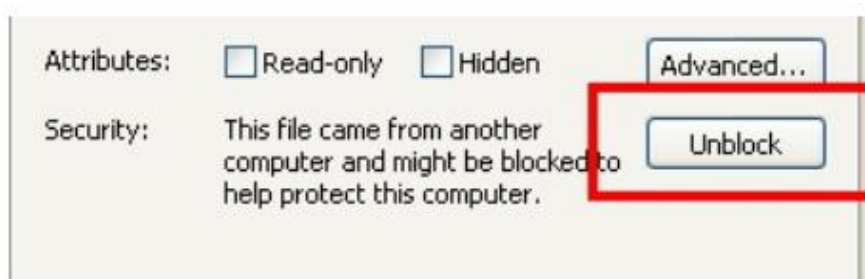 Attributes: Read-only Hidden Advanced...
Security: This file came from another Unblock
computer and might be blocked to
help protect this computer.